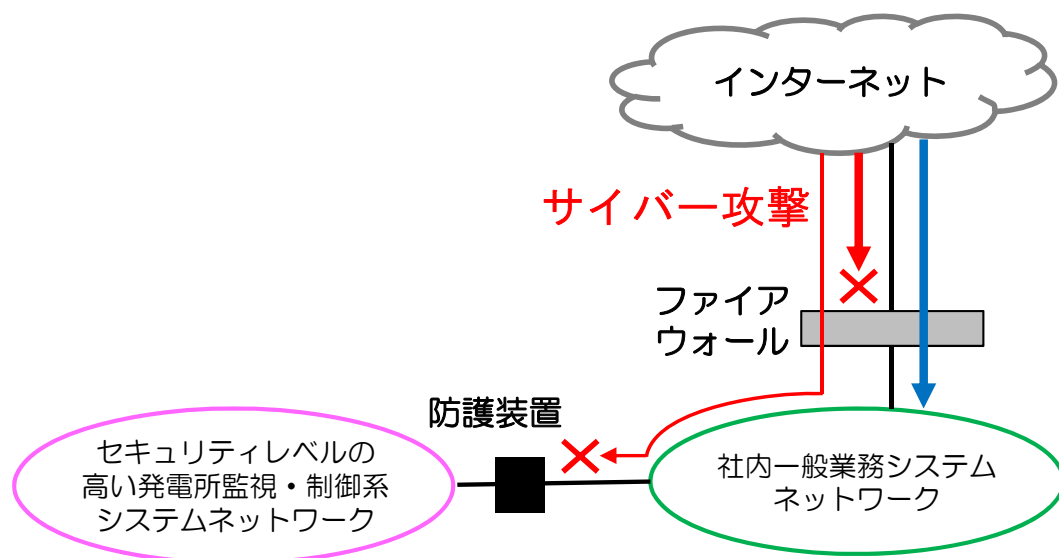 インターネット
サイバー攻撃
ファイア
ウォール
防護装置
セキュリティレベルの
高い発電所監視・制御系
システムネットワーク
社内一般業務システム
ネットワーク